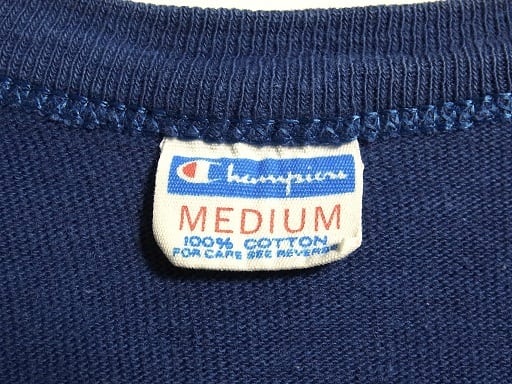 Champion
MEDIUM
100% COTTON
FOR CARE SEE REVERSE